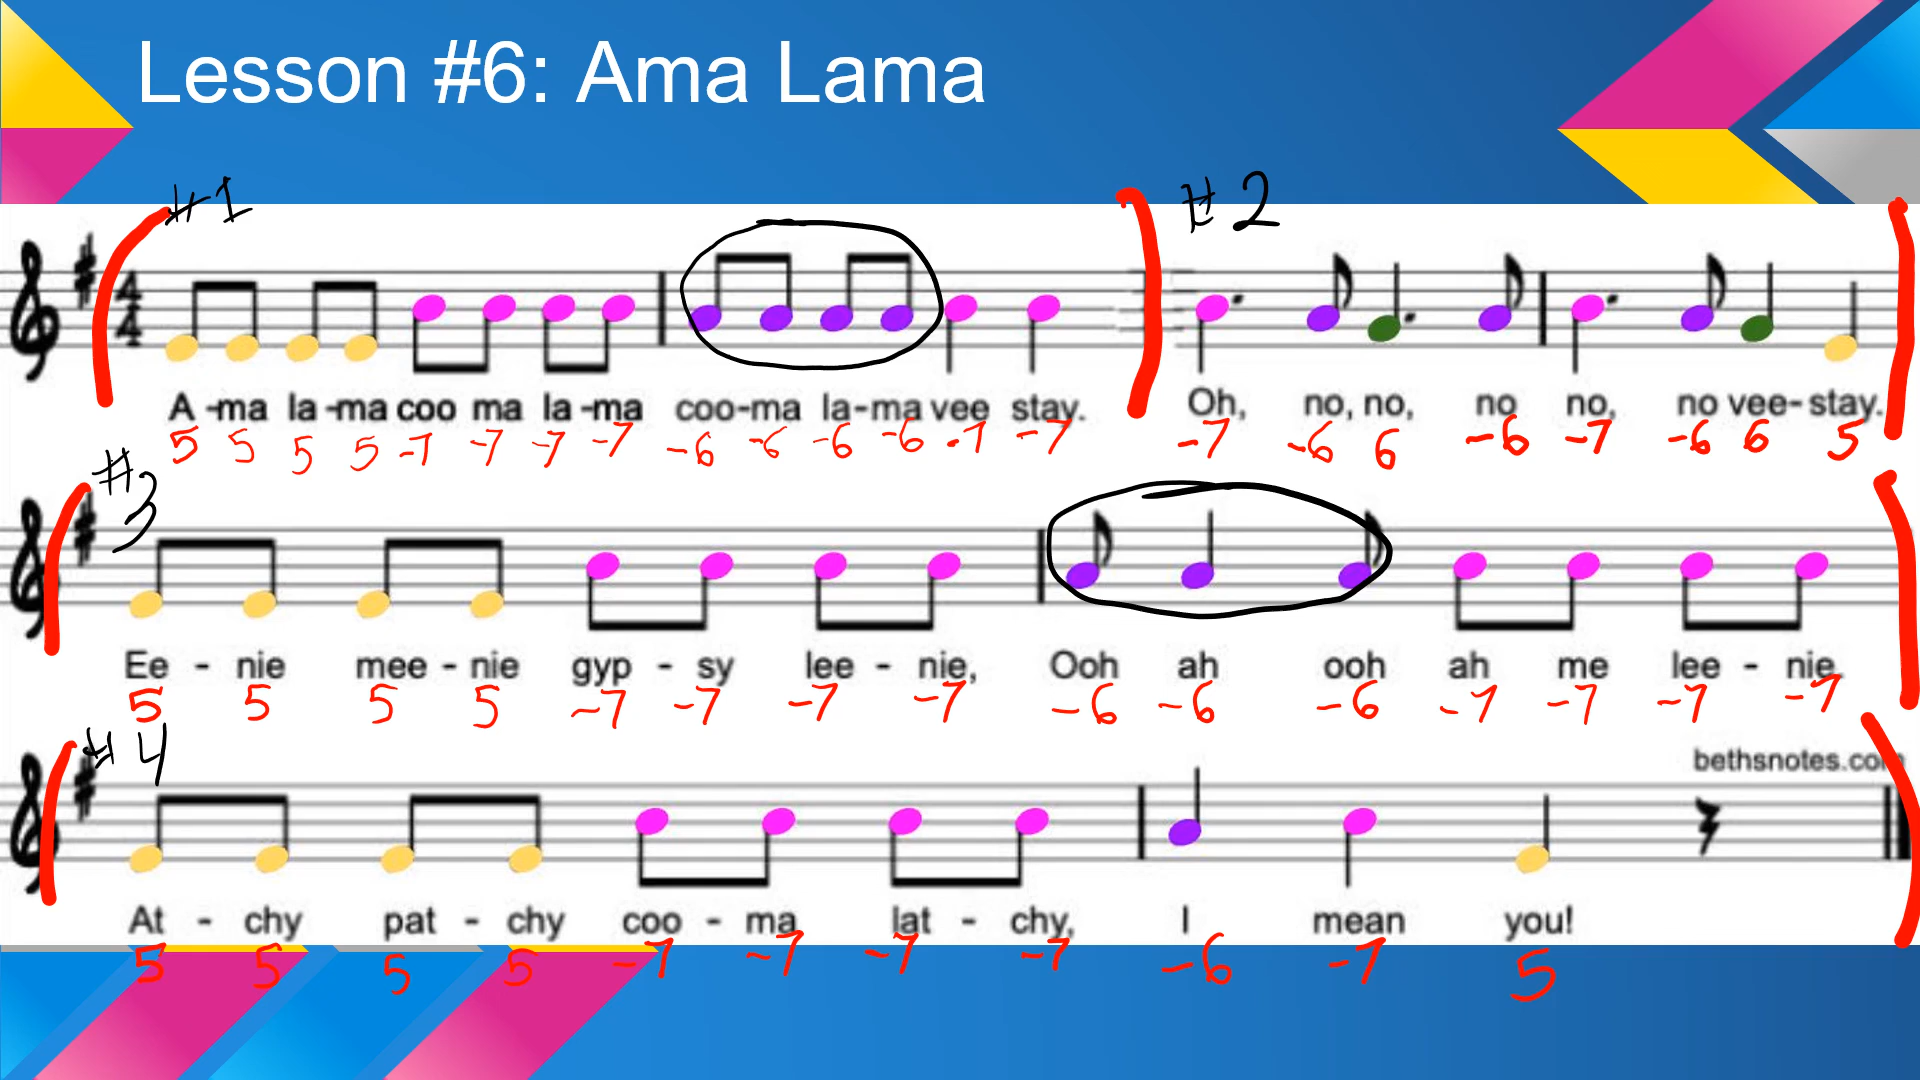 Lesson #6: Ama Lama
#1 #2
4
4
A -ma la -ma coo ma la -ma coo-ma la-ma vee stay. Oh, no, no, no no, no vee- stay.
5 5 5 5 -7 -7 -7 -7 -6 -6 -6 -6 -7 -7 -7 -6 6 -6 -7 -6 6 5
#3
Ee - nie mee - nie gyp - sy lee - nie, Ooh ah ooh ah me lee - nie.
5 5 5 5 -7 -7 -7 -7 -6 -6 -6 -7 -7 -7 -7
#4
bethsnotes.com
At - chy pat - chy coo - ma lat - chy, I mean you!
5 5 5 5 -7 -7 -7 -7 -6 -7 5